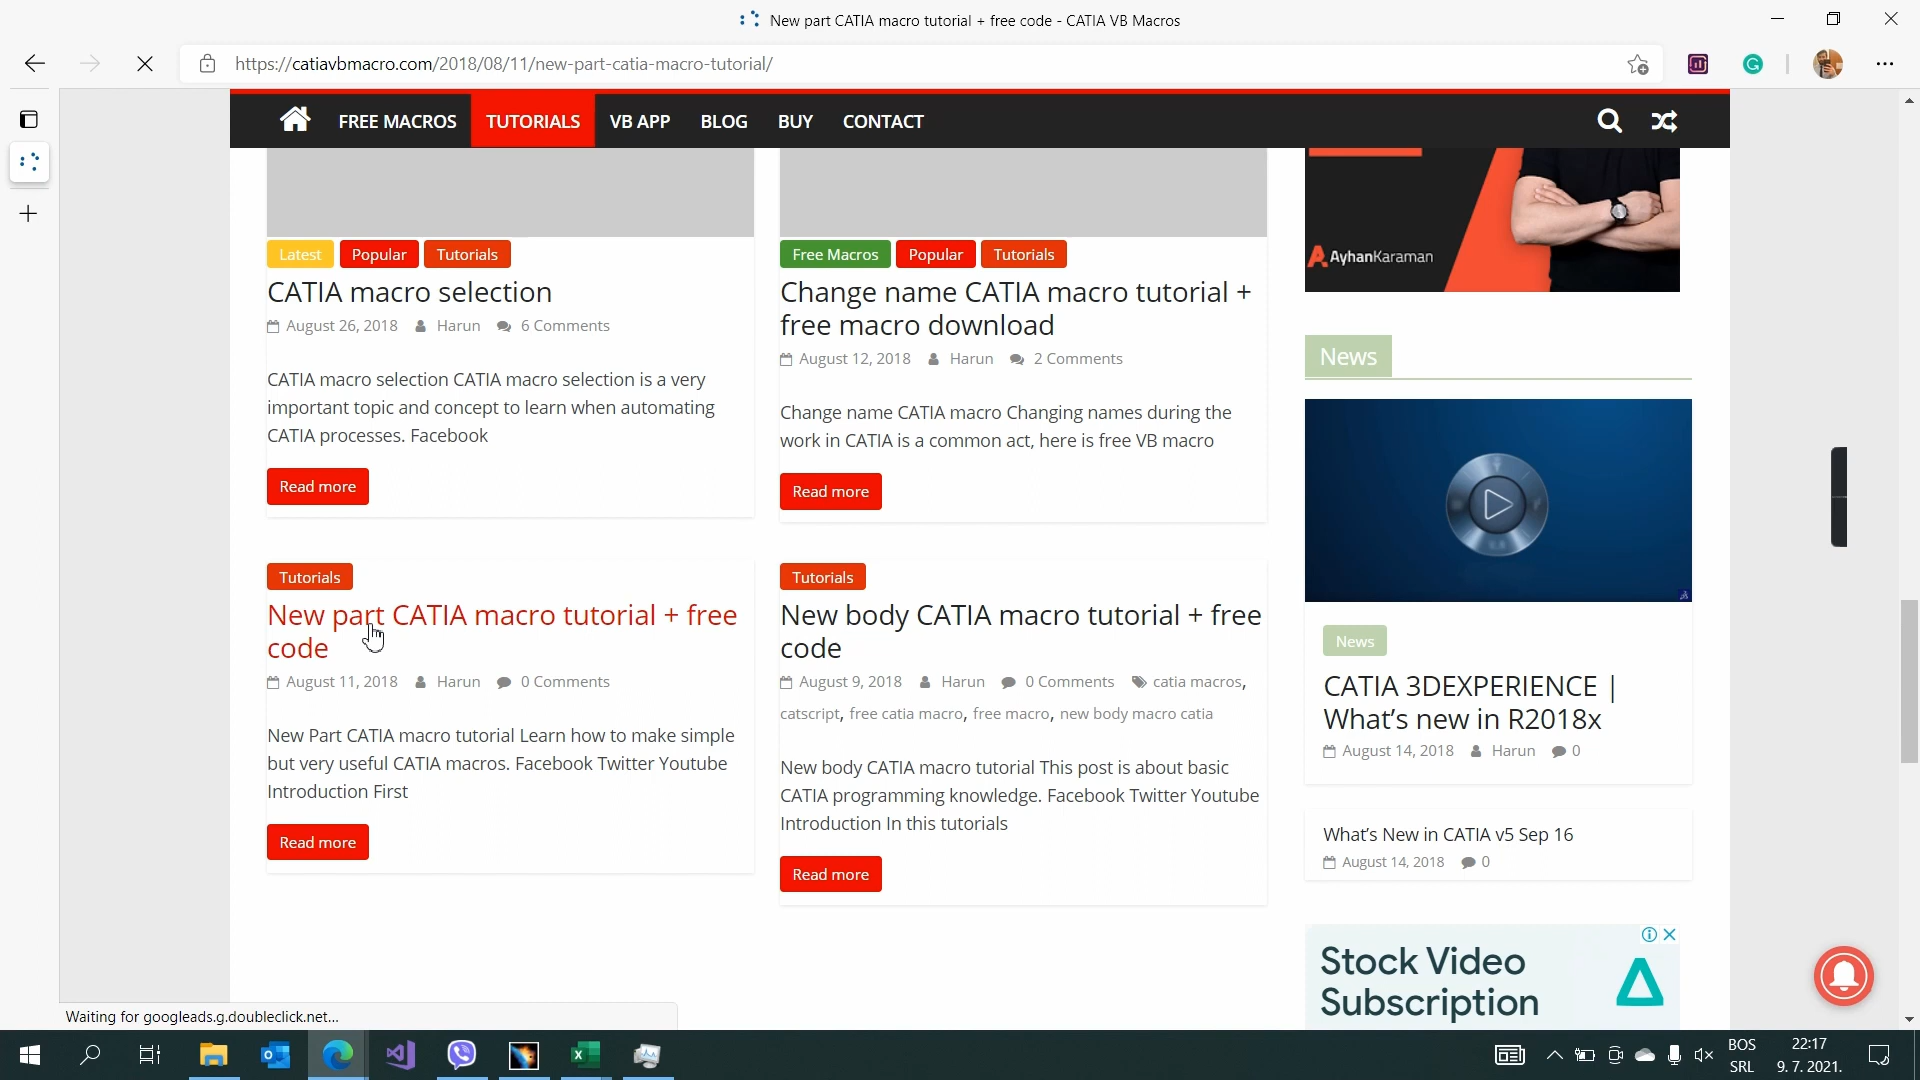 New part CATIA macro tutorial + free code - CATIA VB Macros
https://catiavbmacro.com/2018/08/11/new-part-catia-macro-tutorial/
FREE MACROS TUTORIALS VB APP BLOG BUY CONTACT
Latest Popular Tutorials
CATIA macro selection
August 26, 2018 Harun 6 Comments
CATIA macro selection CATIA macro selection is a very
important topic and concept to learn when automating
CATIA processes. Facebook
Read more
Free Macros Popular Tutorials
Change name CATIA macro tutorial +
free macro download
August 12, 2018 Harun 2 Comments
Change name CATIA macro Changing names during the
work in CATIA is a common act, here is free VB macro
Read more
Tutorials
New part CATIA macro tutorial + free
code
August 11, 2018 Harun 0 Comments
New Part CATIA macro tutorial Learn how to make simple
but very useful CATIA macros. Facebook Twitter Youtube
Introduction First
Read more
Tutorials
New body CATIA macro tutorial + free
code
August 9, 2018 Harun 0 Comments catia macros,
catscript, free catia macro, free macro, new body macro catia
New body CATIA macro tutorial This post is about basic
CATIA programming knowledge. Facebook Twitter Youtube
Introduction In this tutorials
Read more
AyhanKaraman
News
News
CATIA 3DEXPERIENCE |
What's new in R2018x
August 14, 2018 Harun 0
What's New in CATIA v5 Sep 16
August 14, 2018 0
Stock Video
Subscription
Waiting for googleads.g.doubleclick.net...
BOS
SRL
22:17
9. 7. 2021.